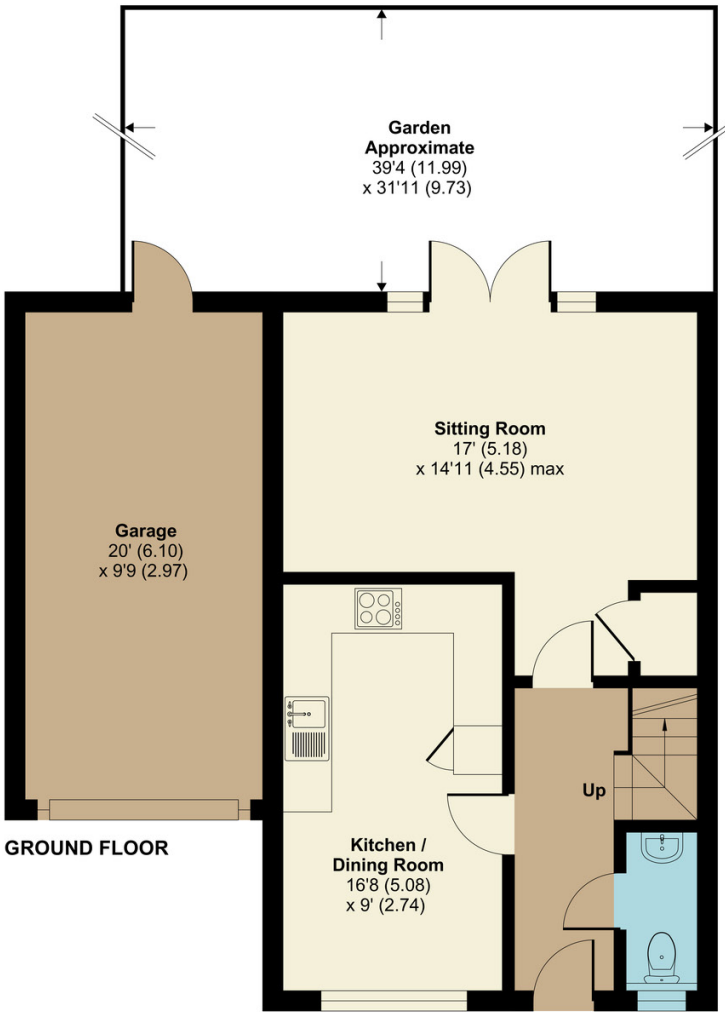 Garden
Approximate
39'4 (11.99)
x 31'11 (9.73)
Sitting Room
17' (5.18)
x 14'11 (4.55) max
Garage
20' (6.10)
x 9'9 (2.97)
Up
GROUND FLOOR
Kitchen /
Dining Room
16'8 (5.08)
x 9' (2.74)